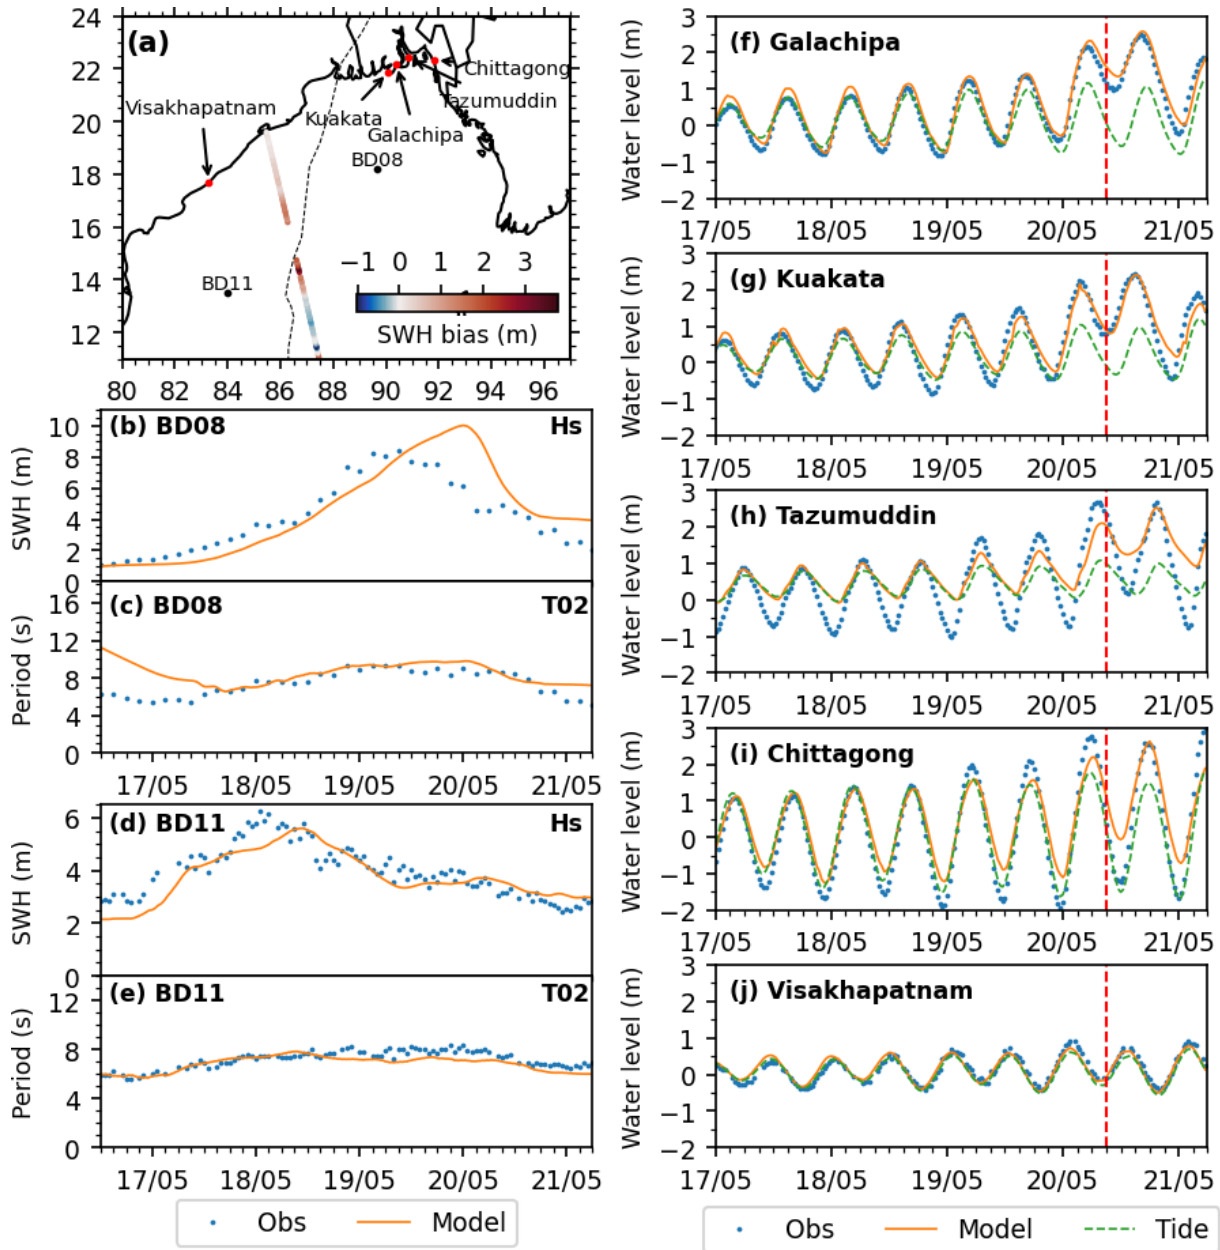 (a)
24
22
20
18
16
14
12
Visakhapatnam
Chittagong
Tazumuddin
Kuakata
Galachipa
BD08
BD11
−1 0 1 2 3
SWH bias (m)
80 82 84 86 88 90 92 94 96
(b) BD08 Hs
SWH (m)
10
8
6
4
2
0
(c) BD08 T02
Period (s)
16
12
8
4
0
17/05 18/05 19/05 20/05 21/05
(d) BD11 Hs
SWH (m)
6
4
2
0
(e) BD11 T02
Period (s)
12
8
4
0
17/05 18/05 19/05 20/05 21/05
Obs Model
(f) Galachipa
Water level (m)
3
2
1
0
−1
−2
17/05 18/05 19/05 20/05 21/05
(g) Kuakata
Water level (m)
3
2
1
0
−1
−2
17/05 18/05 19/05 20/05 21/05
(h) Tazumuddin
Water level (m)
3
2
1
0
−1
−2
17/05 18/05 19/05 20/05 21/05
(i) Chittagong
Water level (m)
3
2
1
0
−1
−2
17/05 18/05 19/05 20/05 21/05
(j) Visakhapatnam
Water level (m)
3
2
1
0
−1
−2
17/05 18/05 19/05 20/05 21/05
Obs Model Tide